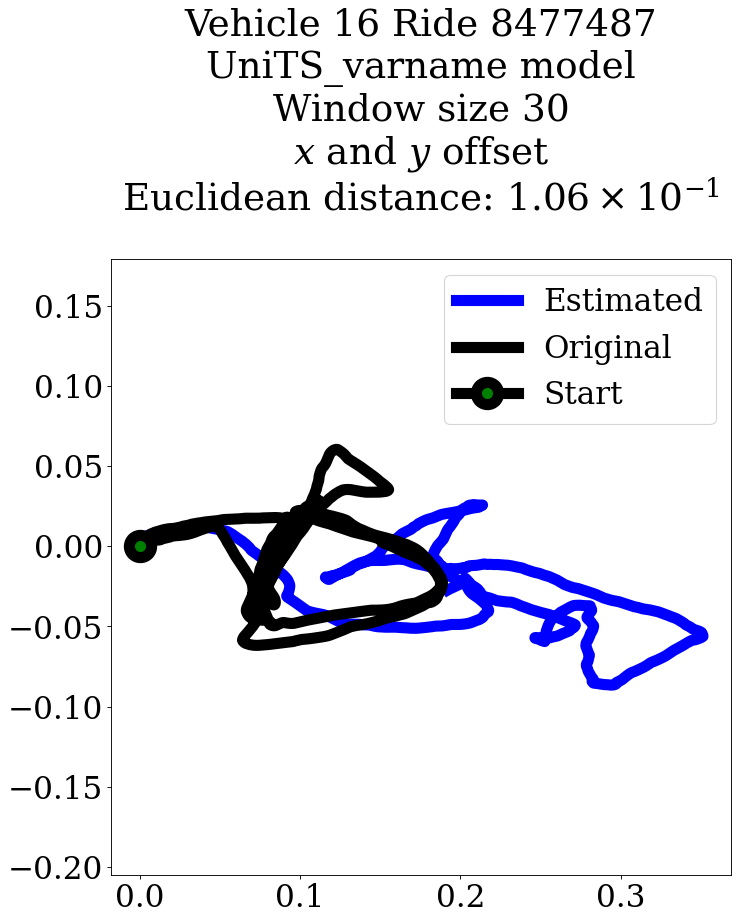 Vehicle 16 Ride 8477487
UniTS_varname model
Window size 30
x and y offset
Euclidean distance: 1.06 × 10⁻¹
Estimated
Original
Start
0.15
0.10
0.05
0.00
−0.05
−0.10
−0.15
−0.20
0.0 0.1 0.2 0.3